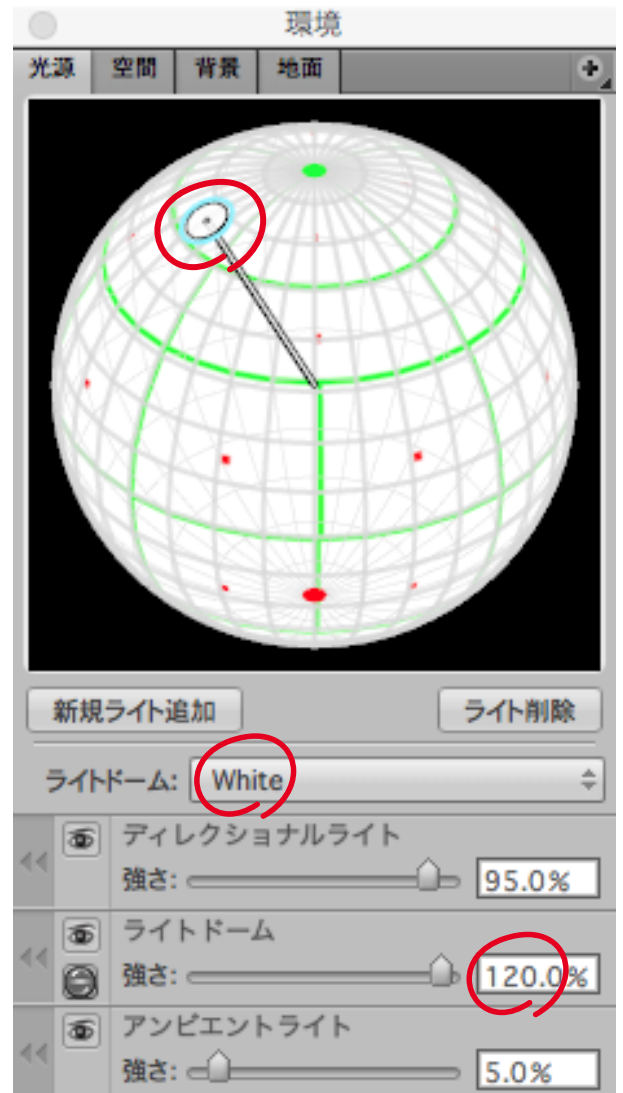 環境
光源 空間 背景 地面
新規ライト追加 ライト削除
ライトドーム: White
ディレクショナルライト
強さ: 95.0%
ライトドーム
強さ: 120.0%
アンビエントライト
強さ: 5.0%